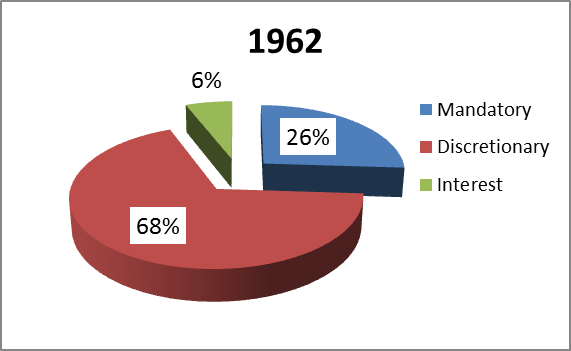 1962
6%
26%
68%
Mandatory
Discretionary
Interest